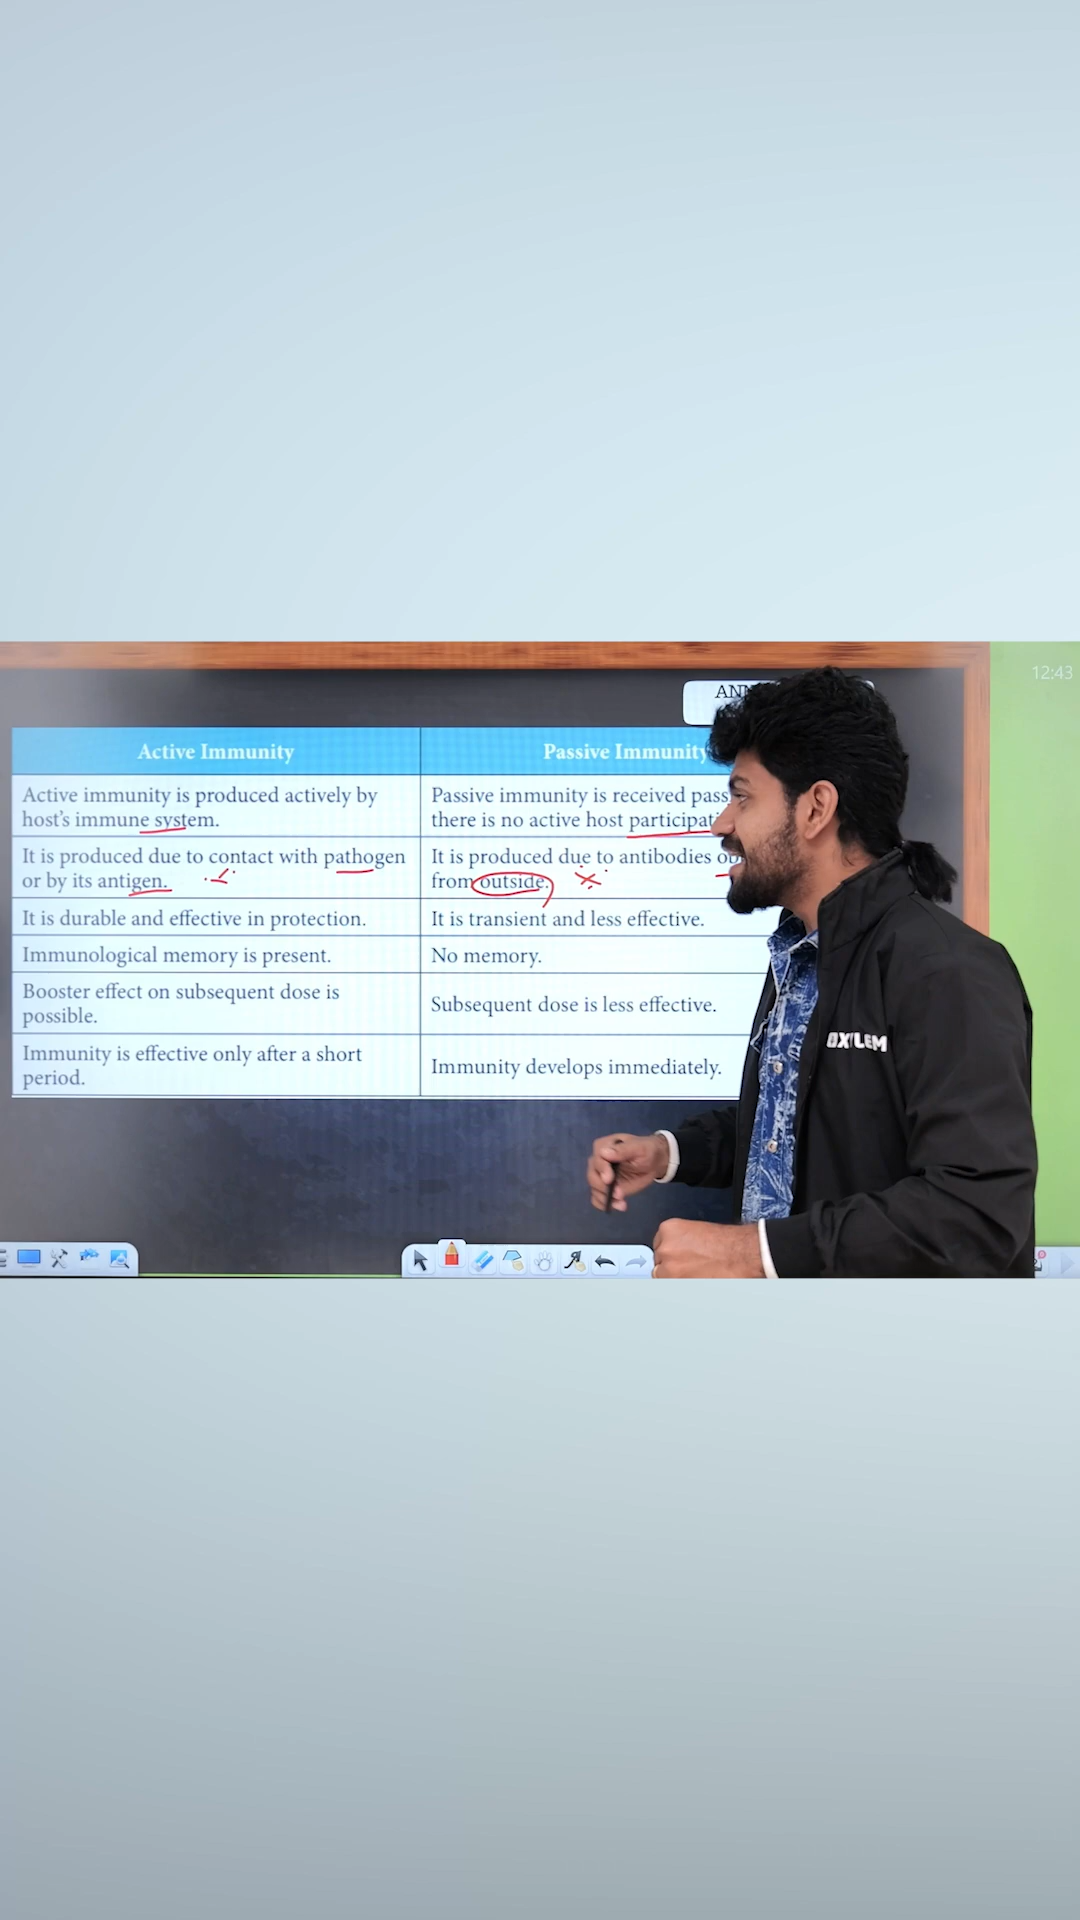 12:43
Active Immunity
Passive Immunity
Active immunity is produced actively by
host's immune system.
Passive immunity is received
there is no active host
It is produced due to contact with pathogen
or by its antigen.
It is produced due to antibodies
from outside.
It is durable and effective in protection.
It is transient and less effective.
Immunological memory is present.
No memory.
Booster effect on subsequent dose is
possible.
Subsequent dose is less effective.
Immunity is effective only after a short
period.
Immunity develops immediately.